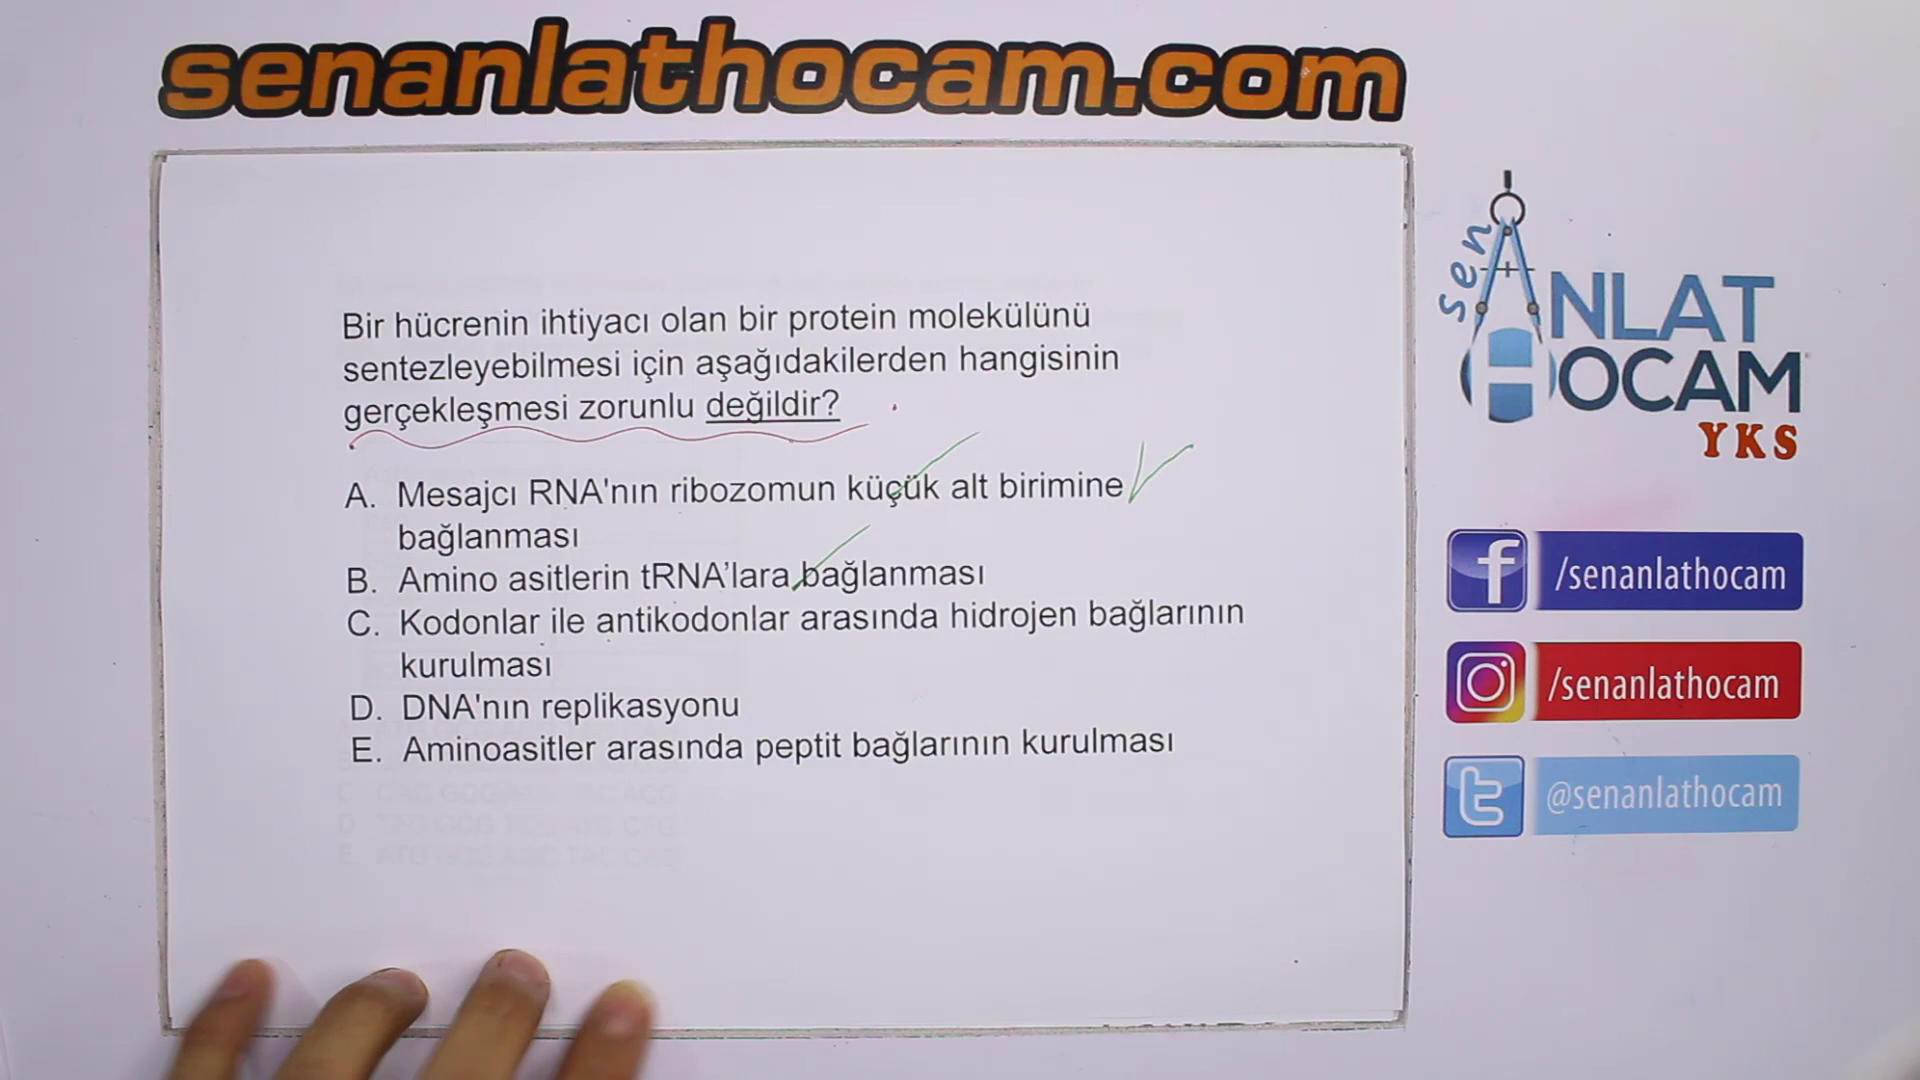 senanlathocam.com
Bir hücrenin ihtiyacı olan bir protein molekülünü
sentezleyebilmesi için aşağıdakilerden hangisinin
gerçekleşmesi zorunlu değildir?
A. Mesajcı RNA'nın ribozomun küçük alt birimine
bağlanması
B. Amino asitlerin tRNA’lara bağlanması
C. Kodonlar ile antikodonlar arasında hidrojen bağlarının
kurulması
D. DNA'nın replikasyonu
E. Aminoasitler arasında peptit bağlarının kurulması
sen
ANLAT
HOCAM
YKS
/senanlathocam
/senanlathocam
@senanlathocam